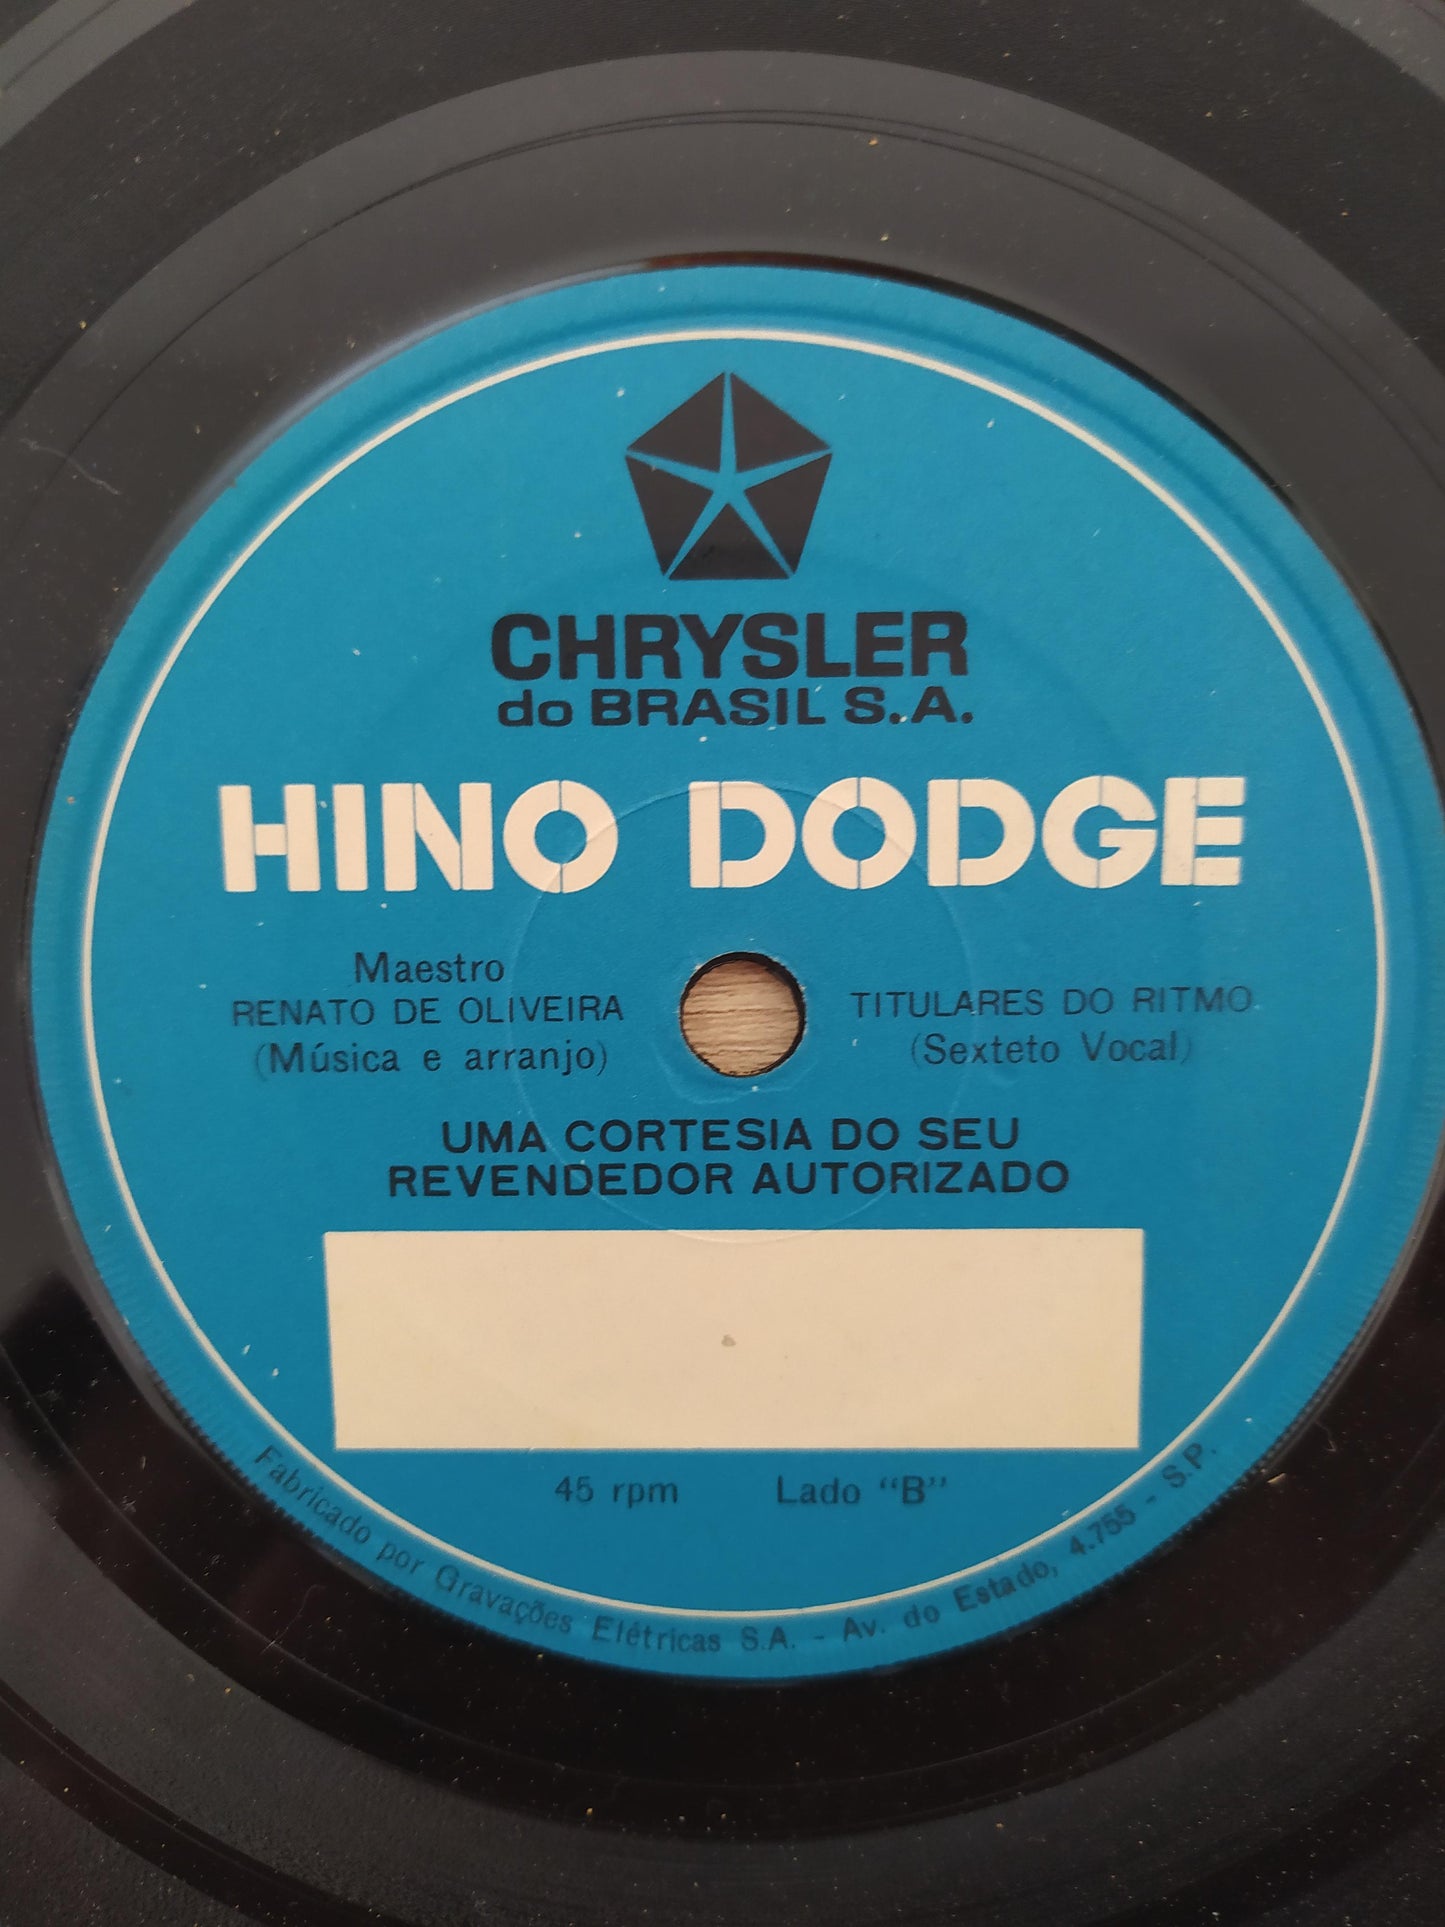 CHRYSLER
do BRASIL S.A.
HINO DODGE
Maestro
RENATO DE OLIVEIRA
(Música e arranjo)
TITULARES DO RITMO
(Sexteto Vocal)
UMA CORTESIA DO SEU
REVENDEDOR AUTORIZADO
45 rpm Lado “B”
Fabricado por Gravações Elétricas S.A. - Av. do Estado, 4.755 - S.P.